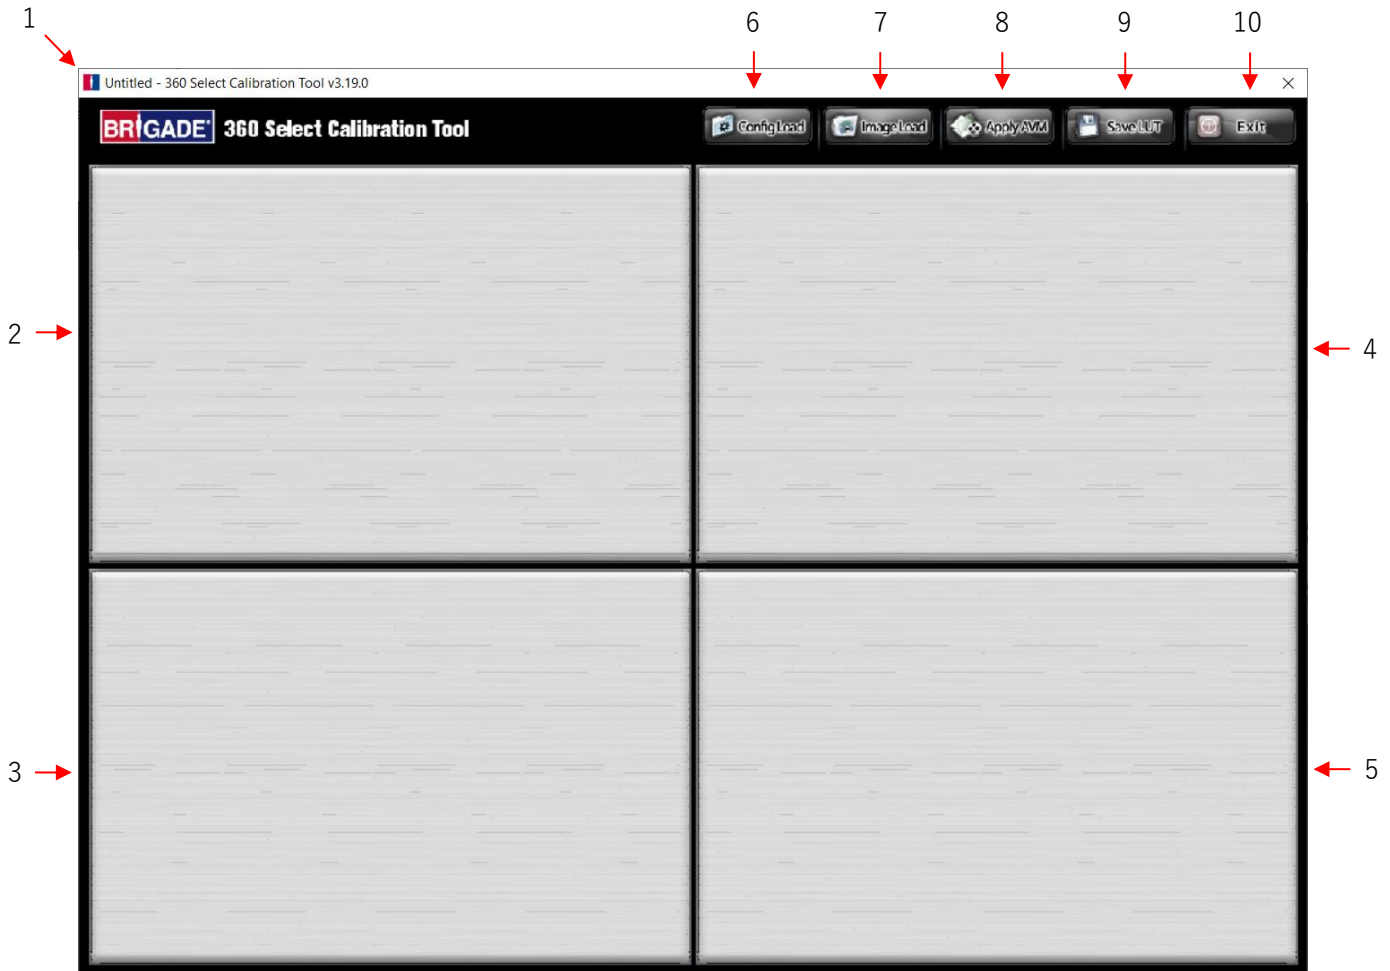 1
6 7 8 9 10
Untitled - 360 Select Calibration Tool v3.19.0
BRIGADE 360 Select Calibration Tool
Config Load Image Load Apply AVM Save LUT Exit
2
4
3
5